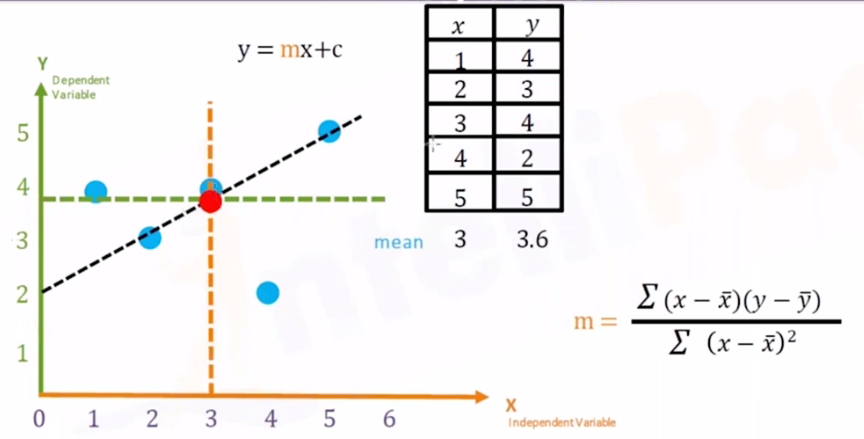 y = mx+c
Y
Dependent
Variable
5
4
3
2
1
0 1 2 3 4 5 6
X
Independent Variable
x y
1 4
2 3
3 4
4 2
5 5
mean 3 3.6
m = Σ (x − x̄)(y − ȳ)
Σ (x − x̄)²